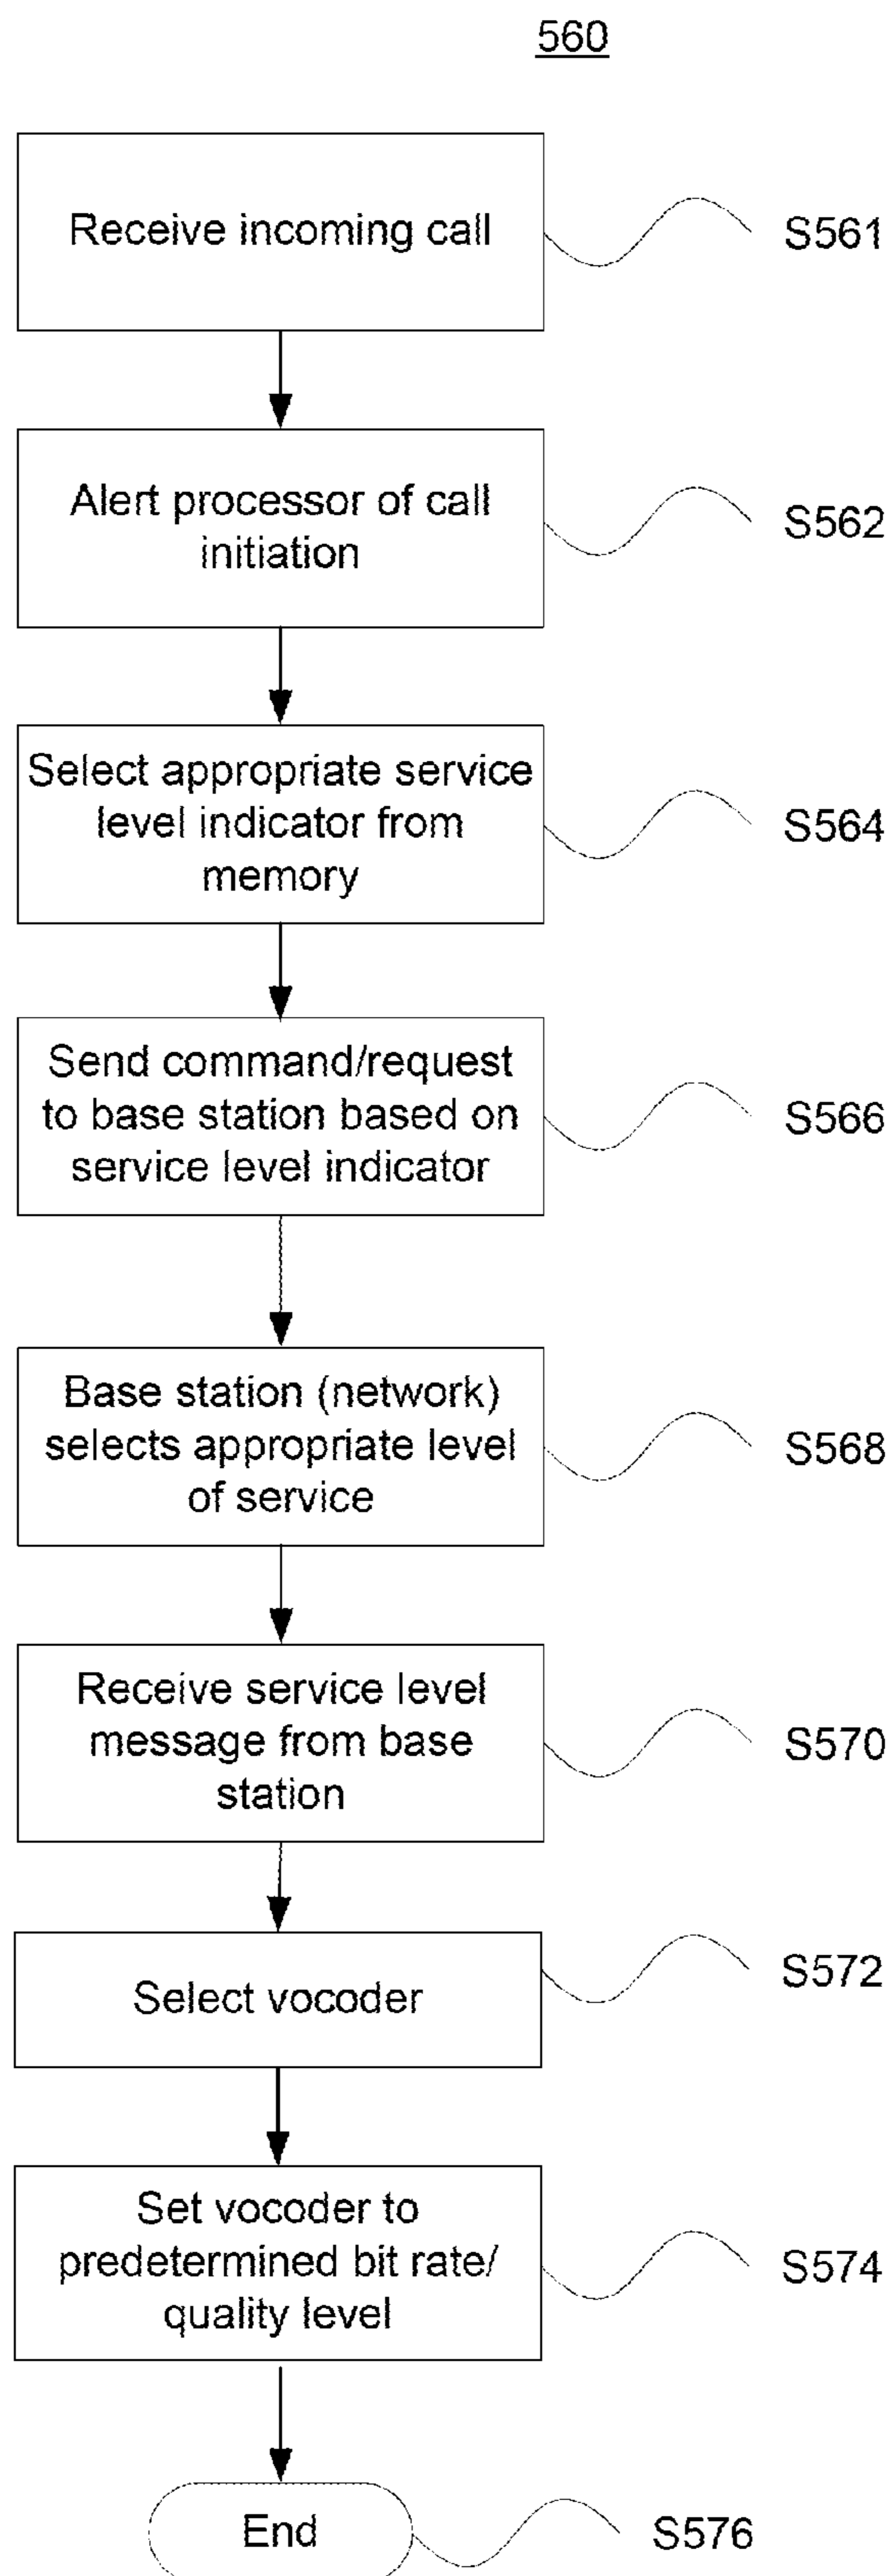 560
Receive incoming call
S561
Alert processor of call
initiation
S562
Select appropriate service
level indicator from
memory
S564
Send command/request
to base station based on
service level indicator
S566
Base station (network)
selects appropriate level
of service
S568
Receive service level
message from base
station
S570
Select vocoder
S572
Set vocoder to
predetermined bit rate/
quality level
S574
End
S576